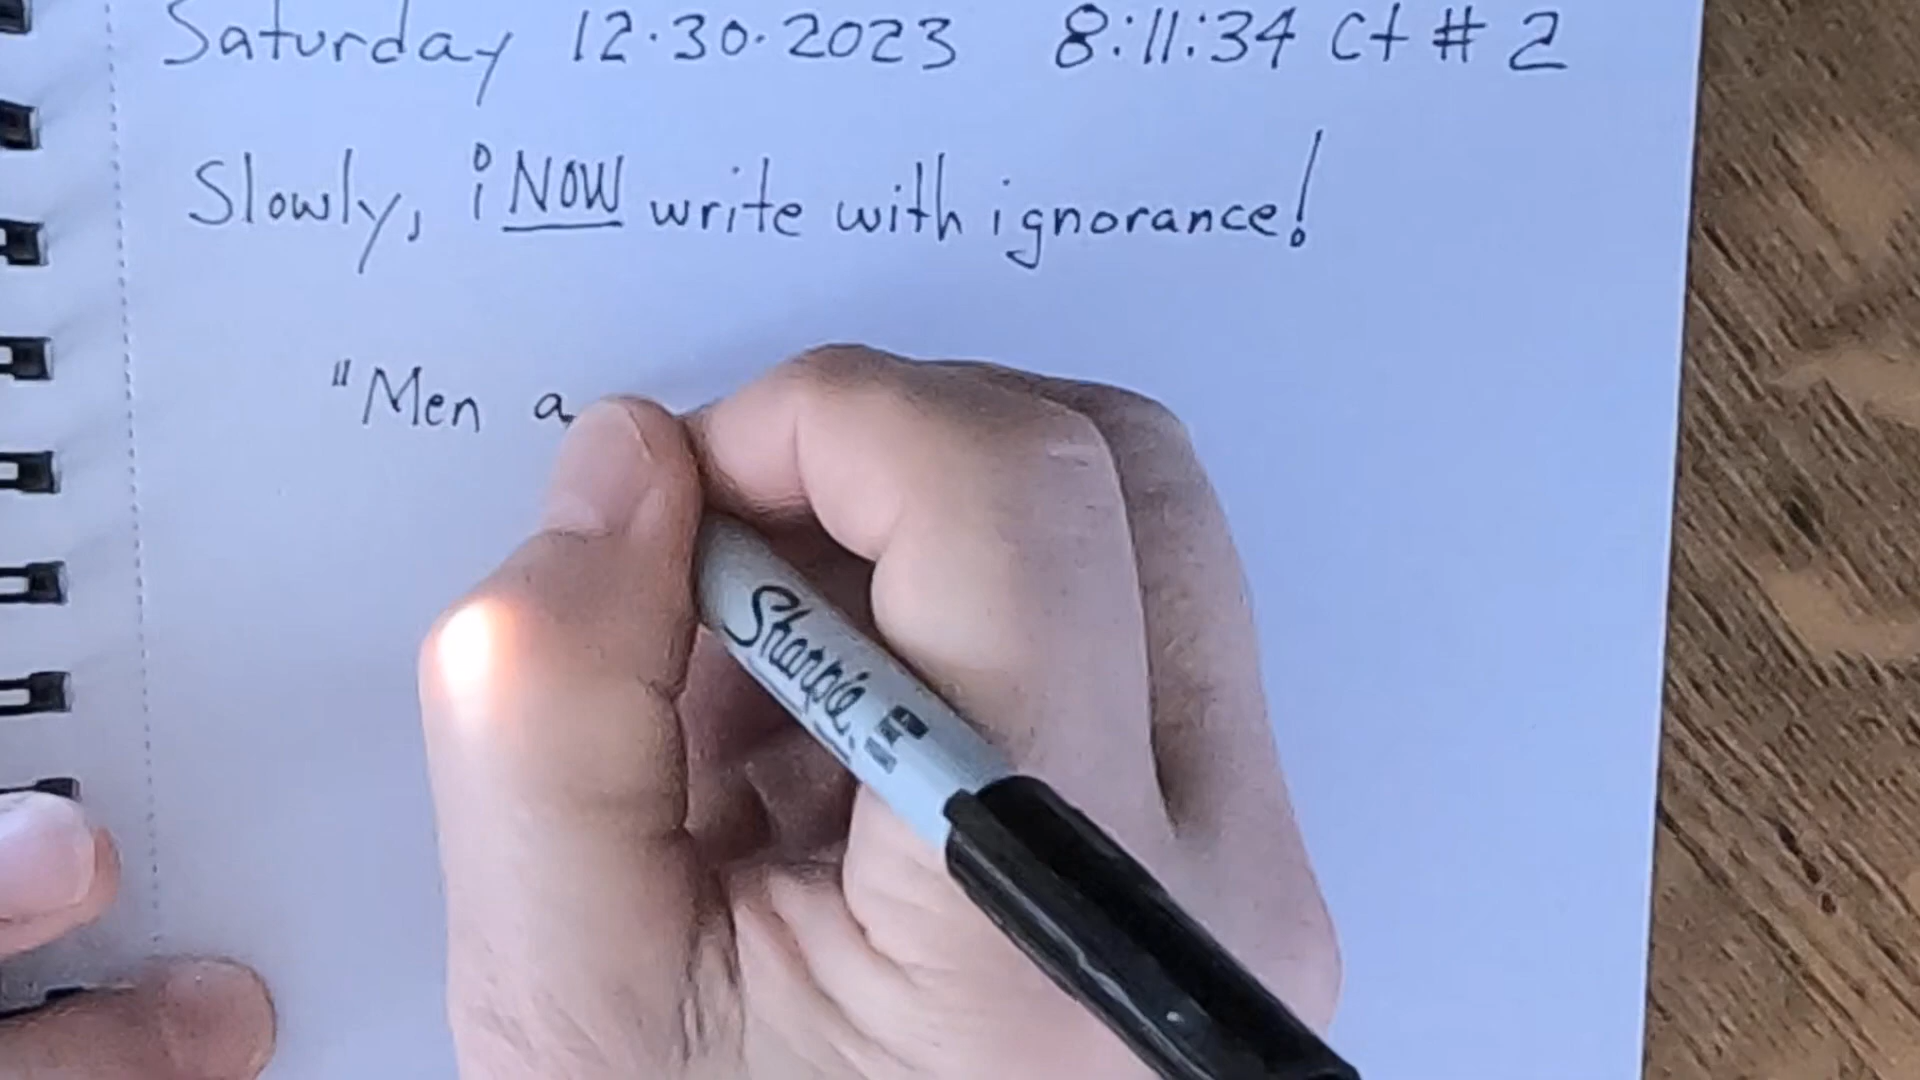 Saturday 12.30.2023 8:11:34 Ct # 2
Slowly, i NOW write with ignorance!
"Men a
Sharpie